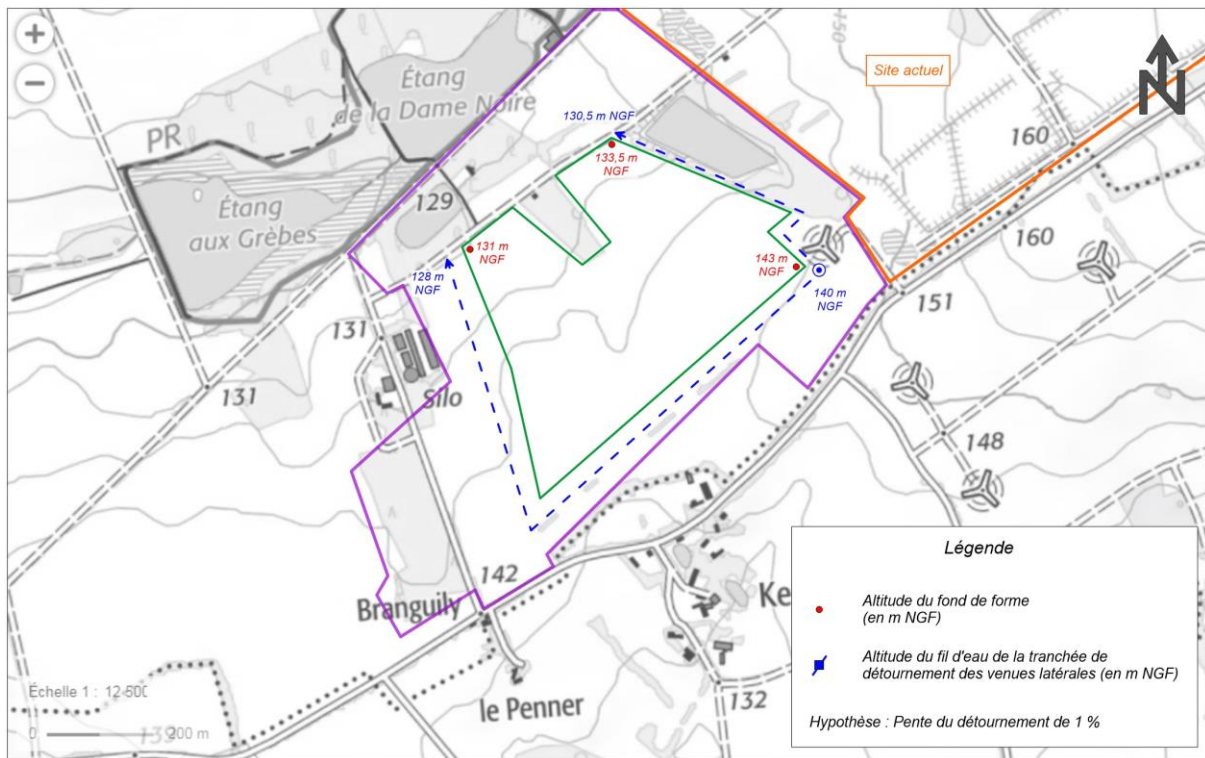 +
−
N
Site actuel
150
Étang
de la Dame Noire
PR
130,5 m NGF
133,5 m
NGF
160
160
129
Étang
aux Grèbes
131 m
NGF
128 m
NGF
143 m
NGF
140 m
NGF
151
131
131
Silo
148
142
Branguily
Ke
le Penner
132
Échelle 1 : 12 500
0
200 m
139
Légende
Altitude du fond de forme
(en m NGF)
Altitude du fil d'eau de la tranchée de
détournement des venues latérales (en m NGF)
Hypothèse : Pente du détournement de 1 %